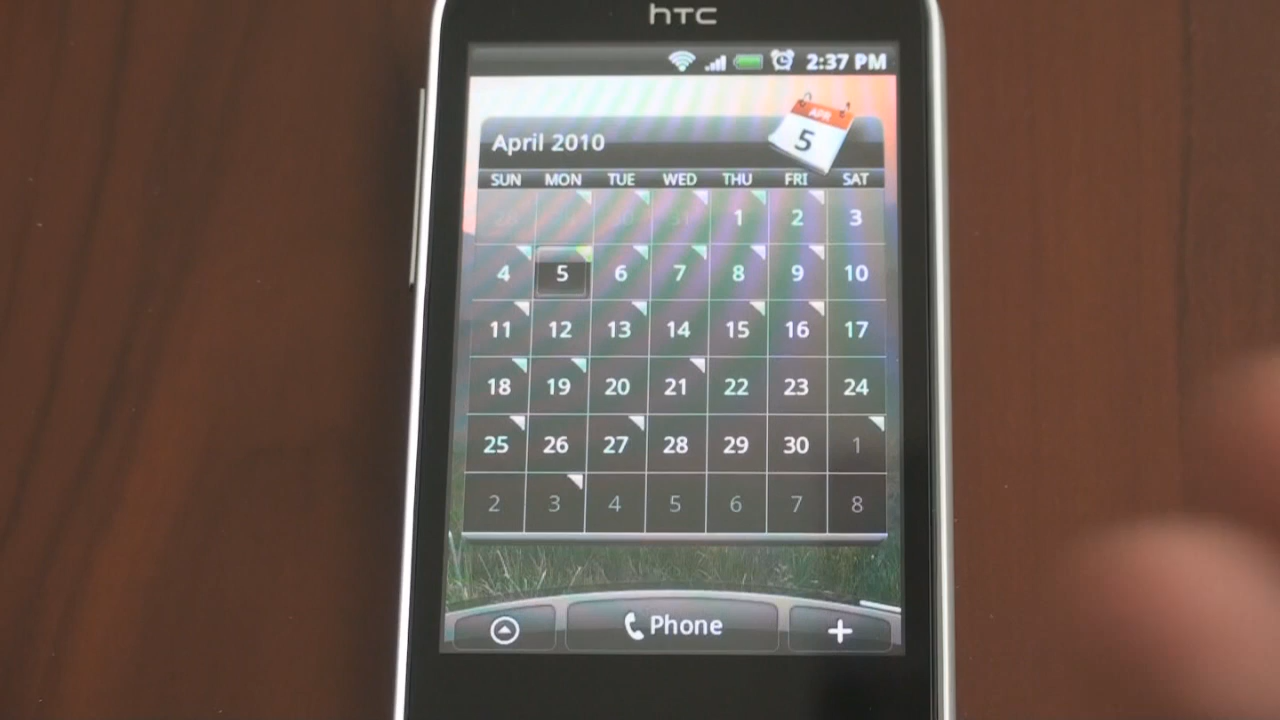 hTC
2:37 PM
APR
5
April 2010
SUN MON TUE WED THU FRI SAT
1 2 3
4 5 6 7 8 9 10
11 12 13 14 15 16 17
18 19 20 21 22 23 24
25 26 27 28 29 30 1
2 3 4 5 6 7 8
Phone